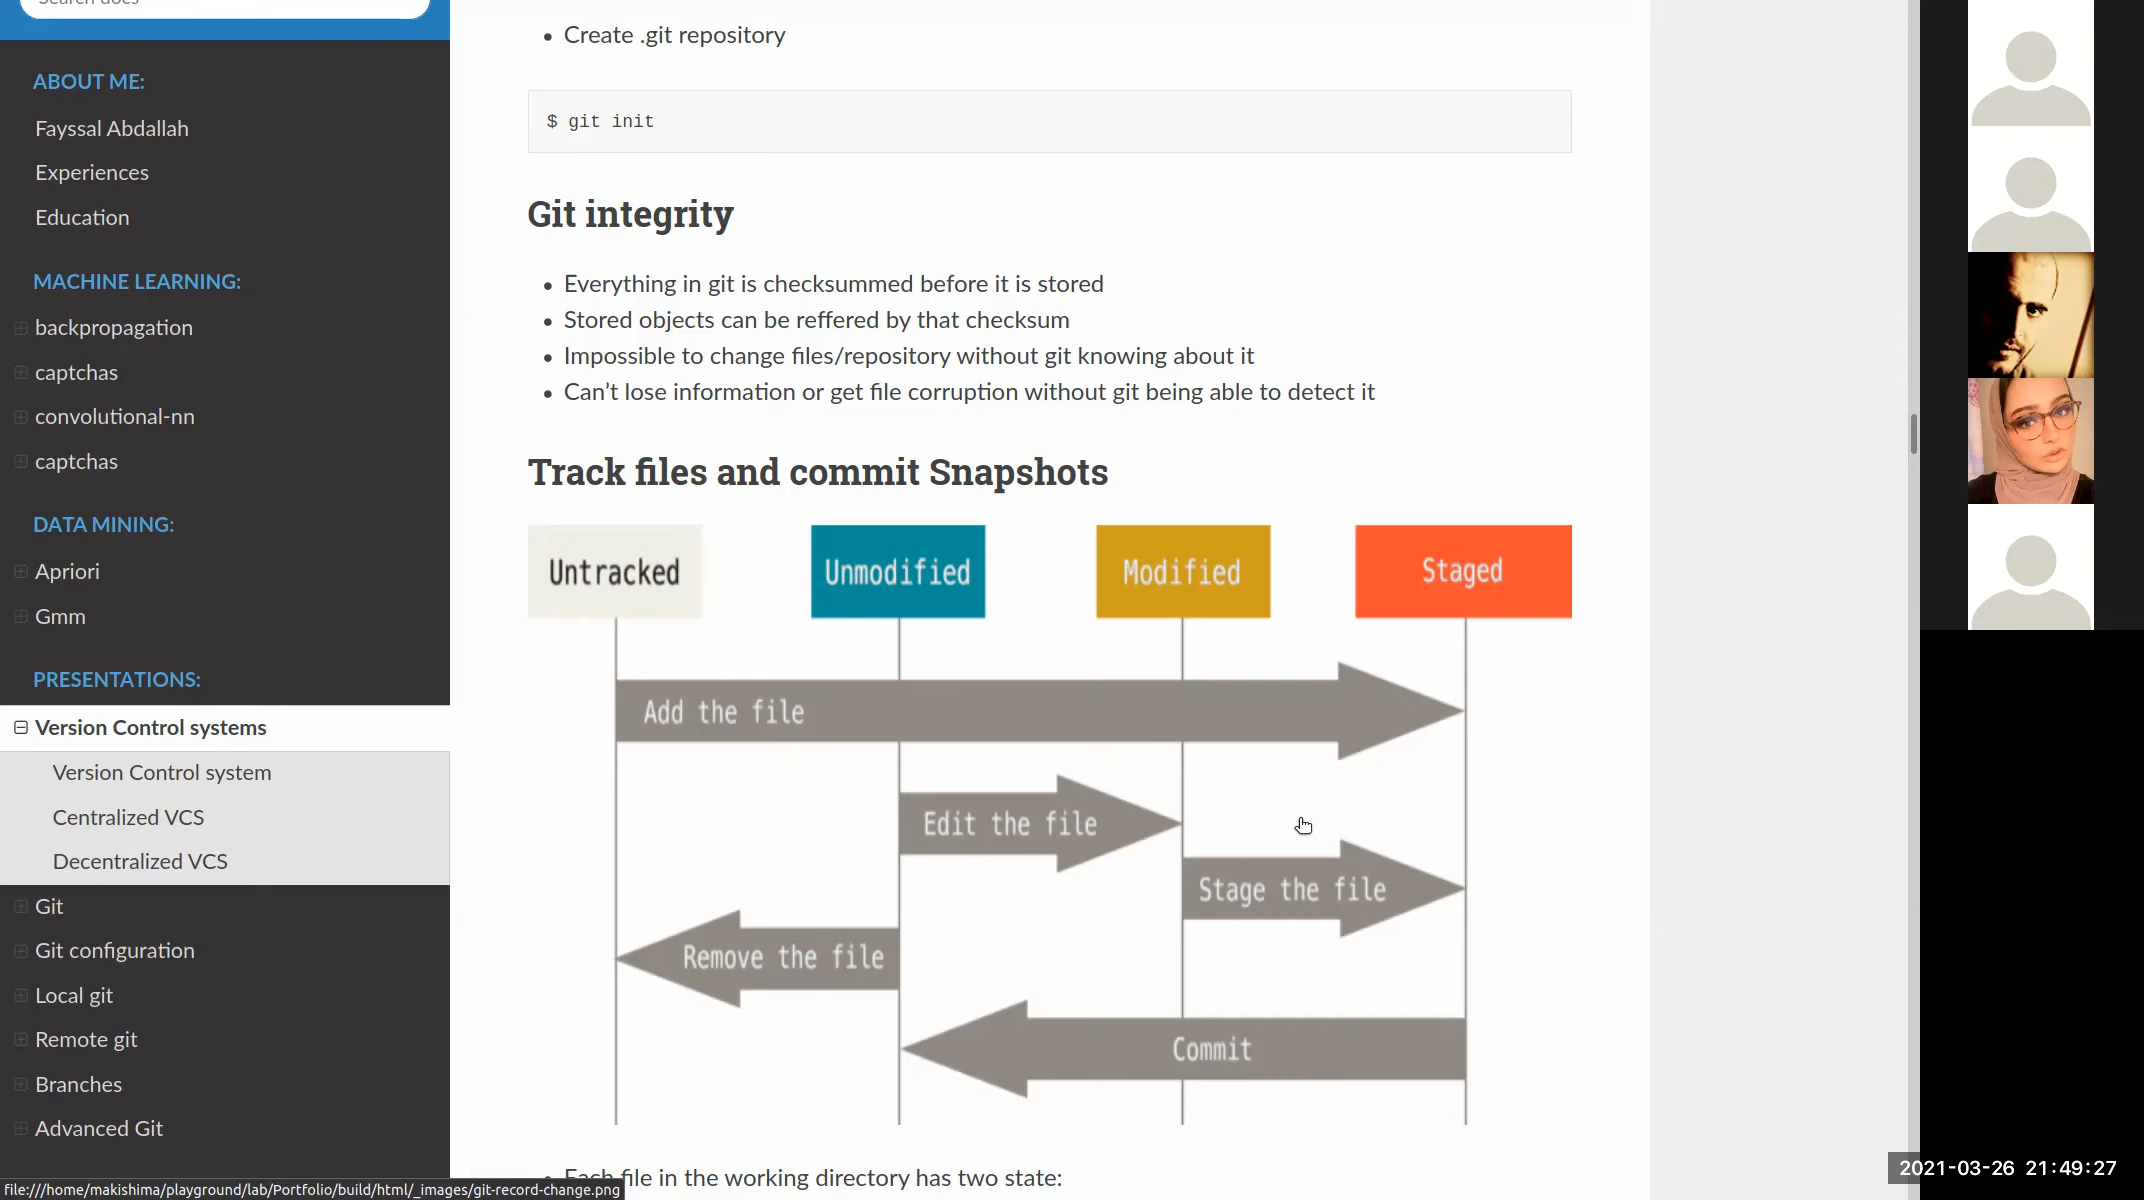 Search docs
ABOUT ME:
Fayssal Abdallah
Experiences
Education
MACHINE LEARNING:
backpropagation
captchas
convolutional-nn
captchas
DATA MINING:
Apriori
Gmm
PRESENTATIONS:
Version Control systems
Version Control system
Centralized VCS
Decentralized VCS
Git
Git configuration
Local git
Remote git
Branches
Advanced Git
• Create .git repository
$ git init
Git integrity
• Everything in git is checksummed before it is stored
• Stored objects can be reffered by that checksum
• Impossible to change files/repository without git knowing about it
• Can’t lose information or get file corruption without git being able to detect it
Track files and commit Snapshots
Untracked
Unmodified
Modified
Staged
Add the file
Edit the file
Stage the file
Remove the file
Commit
• Each file in the working directory has two state:
file:///home/makishima/playground/lab/Portfolio/build/html/_images/git-record-change.png
2021-03-26 21:49:27